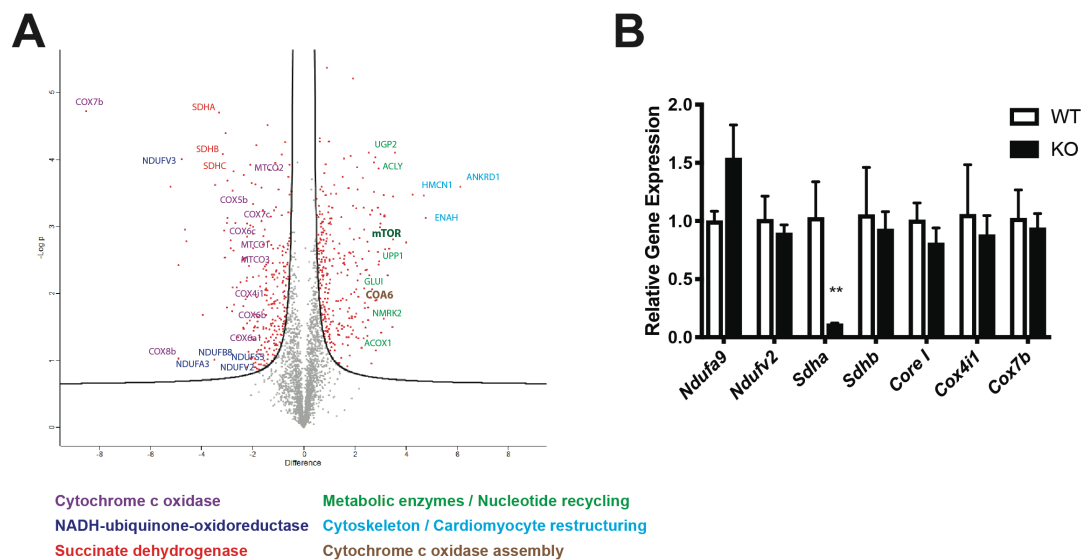 A
B
5
4
3
2
1
0
-Log p
-8
-6
-4
-2
0
2
4
6
8
Difference
COX7b
SDHA
NDUFV3
SDHB
SDHC
MTCO2
COX5b
COX7c
COX6c
MTCO1
MTCO3
COX4i1
COX6b
COX6a1
COX8b
NDUFB8
NDUFS3
NDUFA3
NDUFV2
UGP2
ACLY
HMCN1
ANKRD1
ENAH
mTOR
UPP1
GLUI
COA6
NMRK2
ACOX1
Cytochrome c oxidase
NADH-ubiquinone-oxidoreductase
Succinate dehydrogenase
Metabolic enzymes / Nucleotide recycling
Cytoskeleton / Cardiomyocyte restructuring
Cytochrome c oxidase assembly
Relative Gene Expression
2.0
1.5
1.0
0.5
0.0
**
WT
KO
Ndufa9
Ndufv2
Sdha
Sdhb
Core I
Cox4i1
Cox7b